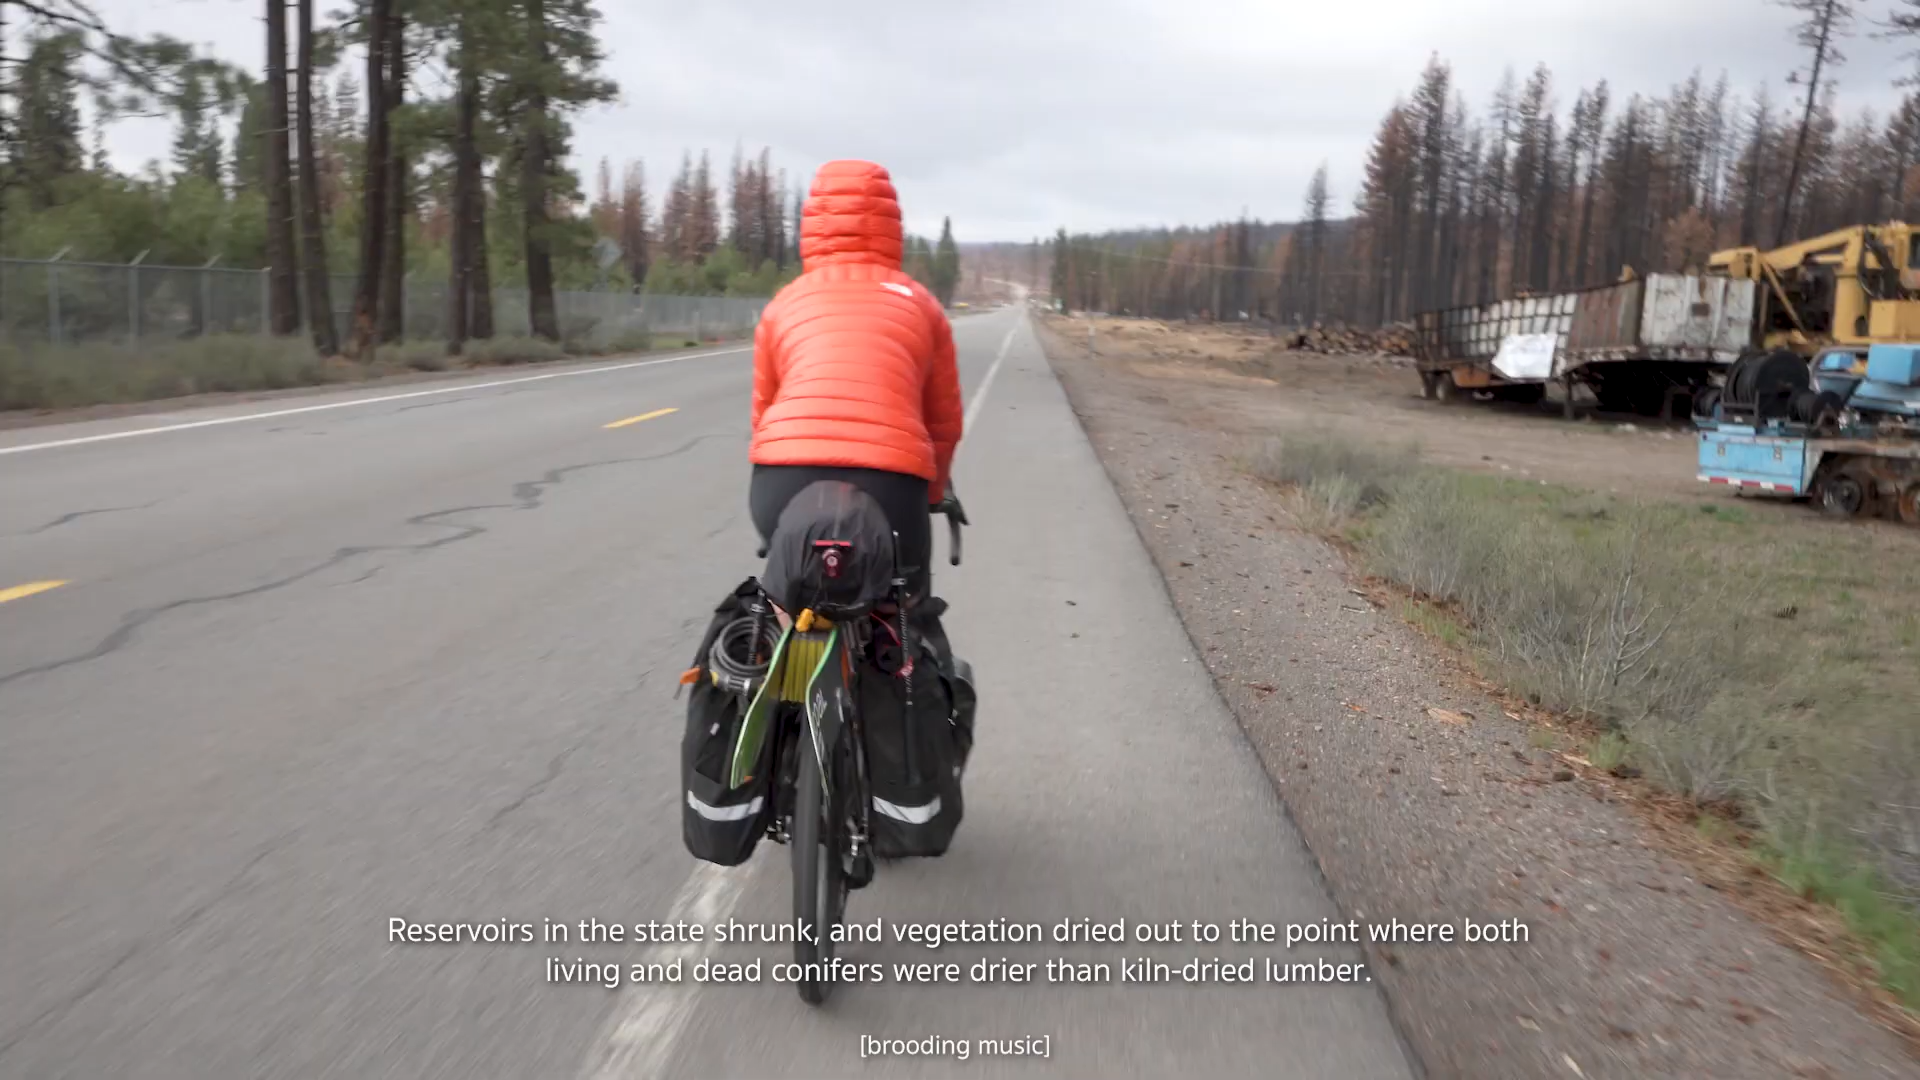 Reservoirs in the state shrunk, and vegetation dried out to the point where both
living and dead conifers were drier than kiln-dried lumber.
[brooding music]